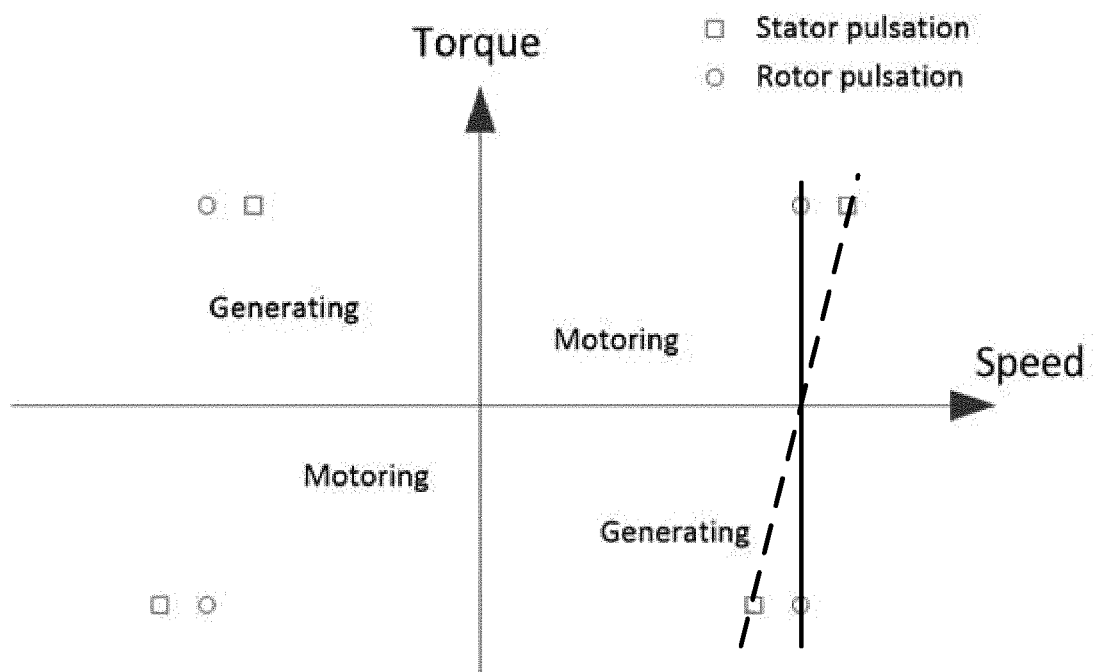 Stator pulsation
Torque
Rotor pulsation
Generating
Motoring
Speed
Motoring
Generating